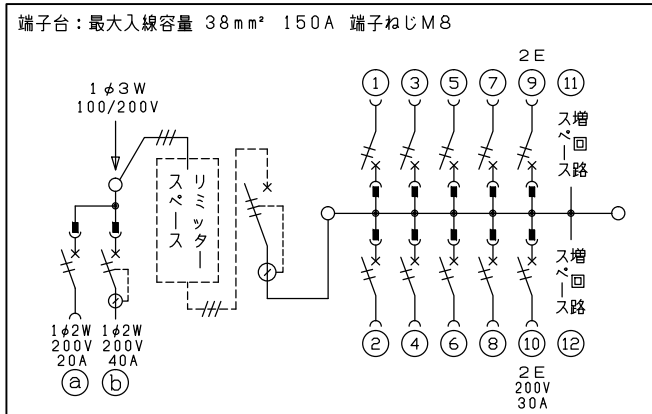 端子台：最大入線容量 38mm² 150A 端子ねじM8
1φ3W
100/200V
リミッター
スペース
1φ2W
200V
20A
ⓐ
1φ2W
200V
40A
ⓑ
2E
① ③ ⑤ ⑦ ⑨ ⑪
増回路
スペース
増回路
スペース
② ④ ⑥ ⑧ ⑩ ⑫
2E
200V
30A